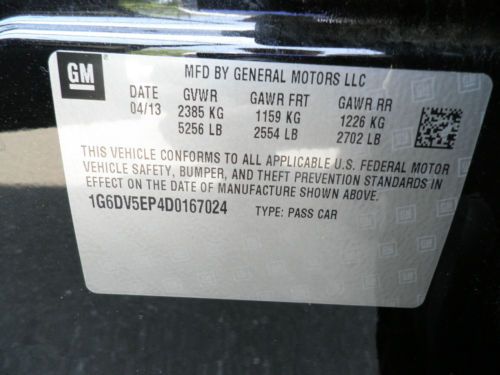 GM
MFD BY GENERAL MOTORS LLC
DATE GVWR GAWR FRT GAWR RR
04/13 2385 KG 1159 KG 1226 KG
5256 LB 2554 LB 2702 LB
THIS VEHICLE CONFORMS TO ALL APPLICABLE U.S. FEDERAL MOTOR
VEHICLE SAFETY, BUMPER, AND THEFT PREVENTION STANDARDS IN
EFFECT ON THE DATE OF MANUFACTURE SHOWN ABOVE.
1G6DV5EP4D0167024 TYPE: PASS CAR